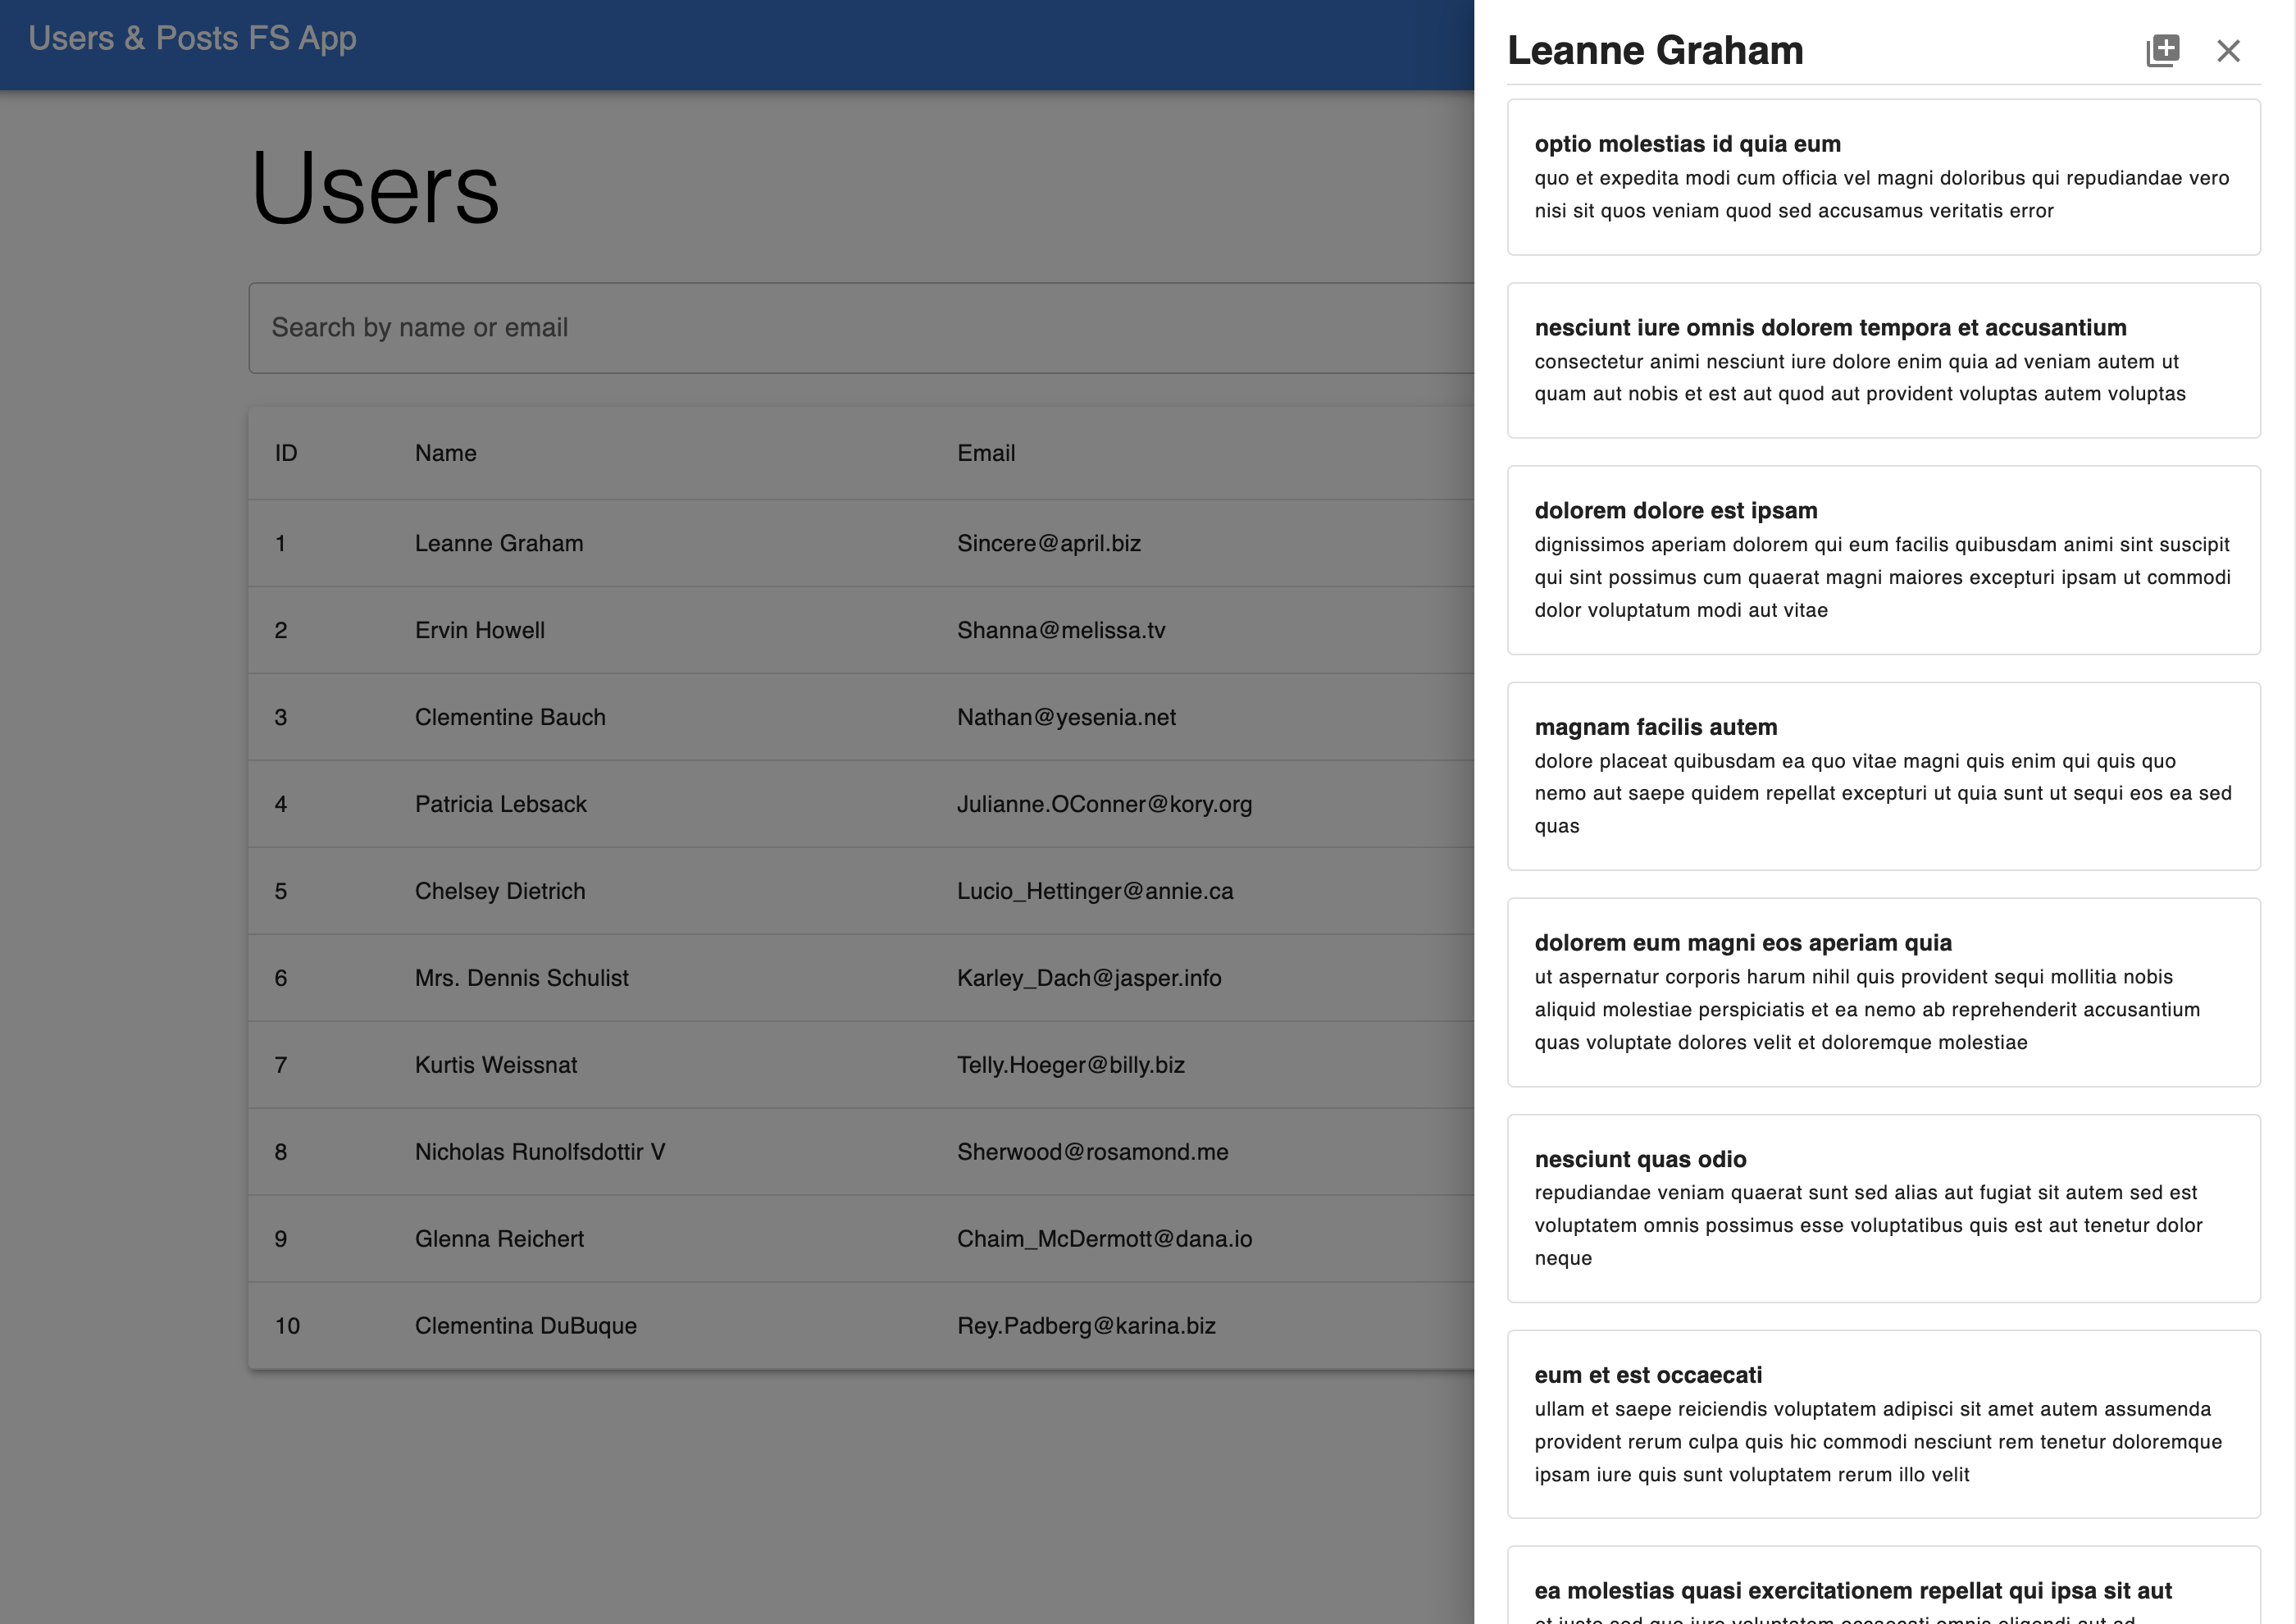 Users & Posts FS App
Users
Search by name or email
ID Name Email
1 Leanne Graham Sincere@april.biz
2 Ervin Howell Shanna@melissa.tv
3 Clementine Bauch Nathan@yesenia.net
4 Patricia Lebsack Julianne.OConner@kory.org
5 Chelsey Dietrich Lucio_Hettinger@annie.ca
6 Mrs. Dennis Schulist Karley_Dach@jasper.info
7 Kurtis Weissnat Telly.Hoeger@billy.biz
8 Nicholas Runolfsdottir V Sherwood@rosamond.me
9 Glenna Reichert Chaim_McDermott@dana.io
10 Clementina DuBuque Rey.Padberg@karina.biz
Leanne Graham
optio molestias id quia eum
quo et expedita modi cum officia vel magni doloribus qui repudiandae vero
nisi sit quos veniam quod sed accusamus veritatis error
nesciunt iure omnis dolorem tempora et accusantium
consectetur animi nesciunt iure dolore enim quia ad veniam autem ut
quam aut nobis et est aut quod aut provident voluptas autem voluptas
dolorem dolore est ipsam
dignissimos aperiam dolorem qui eum facilis quibusdam animi sint suscipit
qui sint possimus cum quaerat magni maiores excepturi ipsam ut commodi
dolor voluptatum modi aut vitae
magnam facilis autem
dolore placeat quibusdam ea quo vitae magni quis enim qui quis quo
nemo aut saepe quidem repellat excepturi ut quia sunt ut sequi eos ea sed
quas
dolorem eum magni eos aperiam quia
ut aspernatur corporis harum nihil quis provident sequi mollitia nobis
aliquid molestiae perspiciatis et ea nemo ab reprehenderit accusantium
quas voluptate dolores velit et doloremque molestiae
nesciunt quas odio
repudiandae veniam quaerat sunt sed alias aut fugiat sit autem sed est
voluptatem omnis possimus esse voluptatibus quis est aut tenetur dolor
neque
eum et est occaecati
ullam et saepe reiciendis voluptatem adipisci sit amet autem assumenda
provident rerum culpa quis hic commodi nesciunt rem tenetur doloremque
ipsam iure quis sunt voluptatem rerum illo velit
ea molestias quasi exercitationem repellat qui ipsa sit aut